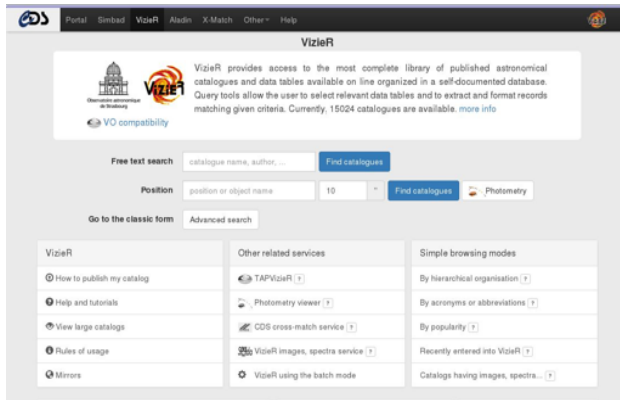 CDS Portal Simbad VizieR Aladin X-Match Other Help
VizieR
VizieR provides access to the most complete library of published astronomical
catalogues and data tables available on line organized in a self-documented database.
Query tools allow the user to select relevant data tables and to extract and format records
matching given criteria. Currently, 15024 catalogues are available. more info
Observatoire astronomique
de Strasbourg
VizieR
VO compatibility
Free text search catalogue name, author, ... Find catalogues
Position position or object name 10 " Find catalogues Photometry
Go to the classic form Advanced search
VizieR
How to publish my catalog
Help and tutorials
View large catalogs
Rules of usage
Mirrors
Other related services
TAPVizieR ?
Photometry viewer ?
CDS cross-match service ?
VizieR images, spectra service ?
VizieR using the batch mode
Simple browsing modes
By hierarchical organisation ?
By acronyms or abbreviations ?
By popularity ?
Recently entered into VizieR ?
Catalogs having images, spectra... ?